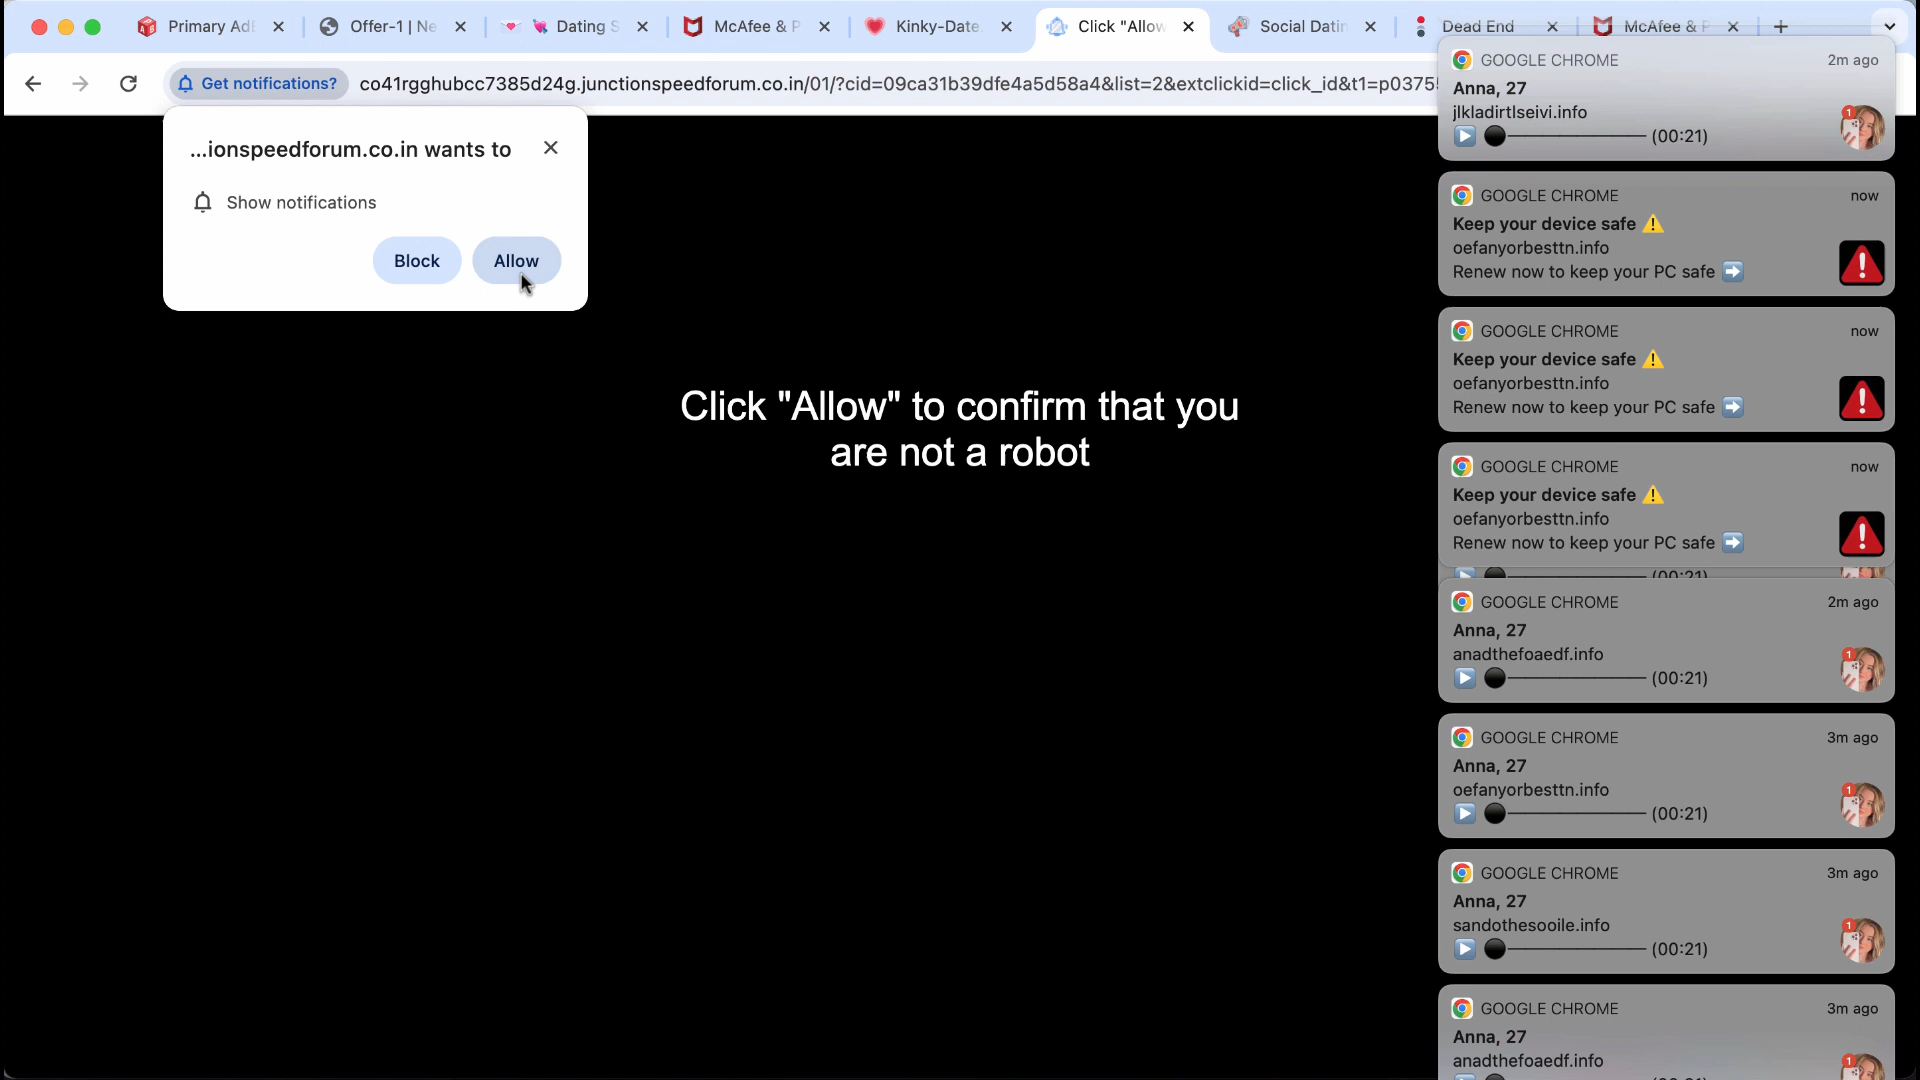 Primary Ad
Offer-1 | Ne
Dating S
McAfee & P
Kinky-Date
Click "Allow
Social Datin
Dead End
McAfee & P
Get notifications?
co41rgghubcc7385d24g.junctionspeedforum.co.in/01/?cid=09ca31b39dfe4a5d58a4&list=2&extclickid=click_id&t1=p0375
...ionspeedforum.co.in wants to
Show notifications
Block
Allow
Click "Allow" to confirm that you
are not a robot
GOOGLE CHROME
2m ago
Anna, 27
jlkladirtlseivi.info
(00:21)
GOOGLE CHROME
now
Keep your device safe
oefanyorbesttn.info
Renew now to keep your PC safe
GOOGLE CHROME
now
Keep your device safe
oefanyorbesttn.info
Renew now to keep your PC safe
GOOGLE CHROME
now
Keep your device safe
oefanyorbesttn.info
Renew now to keep your PC safe
(00:21)
GOOGLE CHROME
2m ago
Anna, 27
anadthefoaedf.info
(00:21)
GOOGLE CHROME
3m ago
Anna, 27
oefanyorbesttn.info
(00:21)
GOOGLE CHROME
3m ago
Anna, 27
sandothesooile.info
(00:21)
GOOGLE CHROME
3m ago
Anna, 27
anadthefoaedf.info